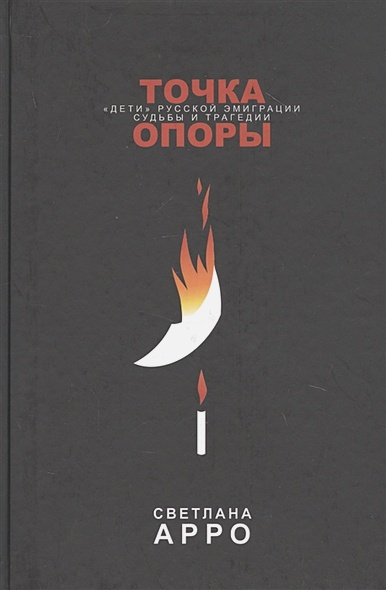 ТОЧКА
«ДЕТИ» РУССКОЙ ЭМИГРАЦИИ
СУДЬБЫ И ТРАГЕДИИ
ОПОРЫ
СВЕТЛАНА
АРРО